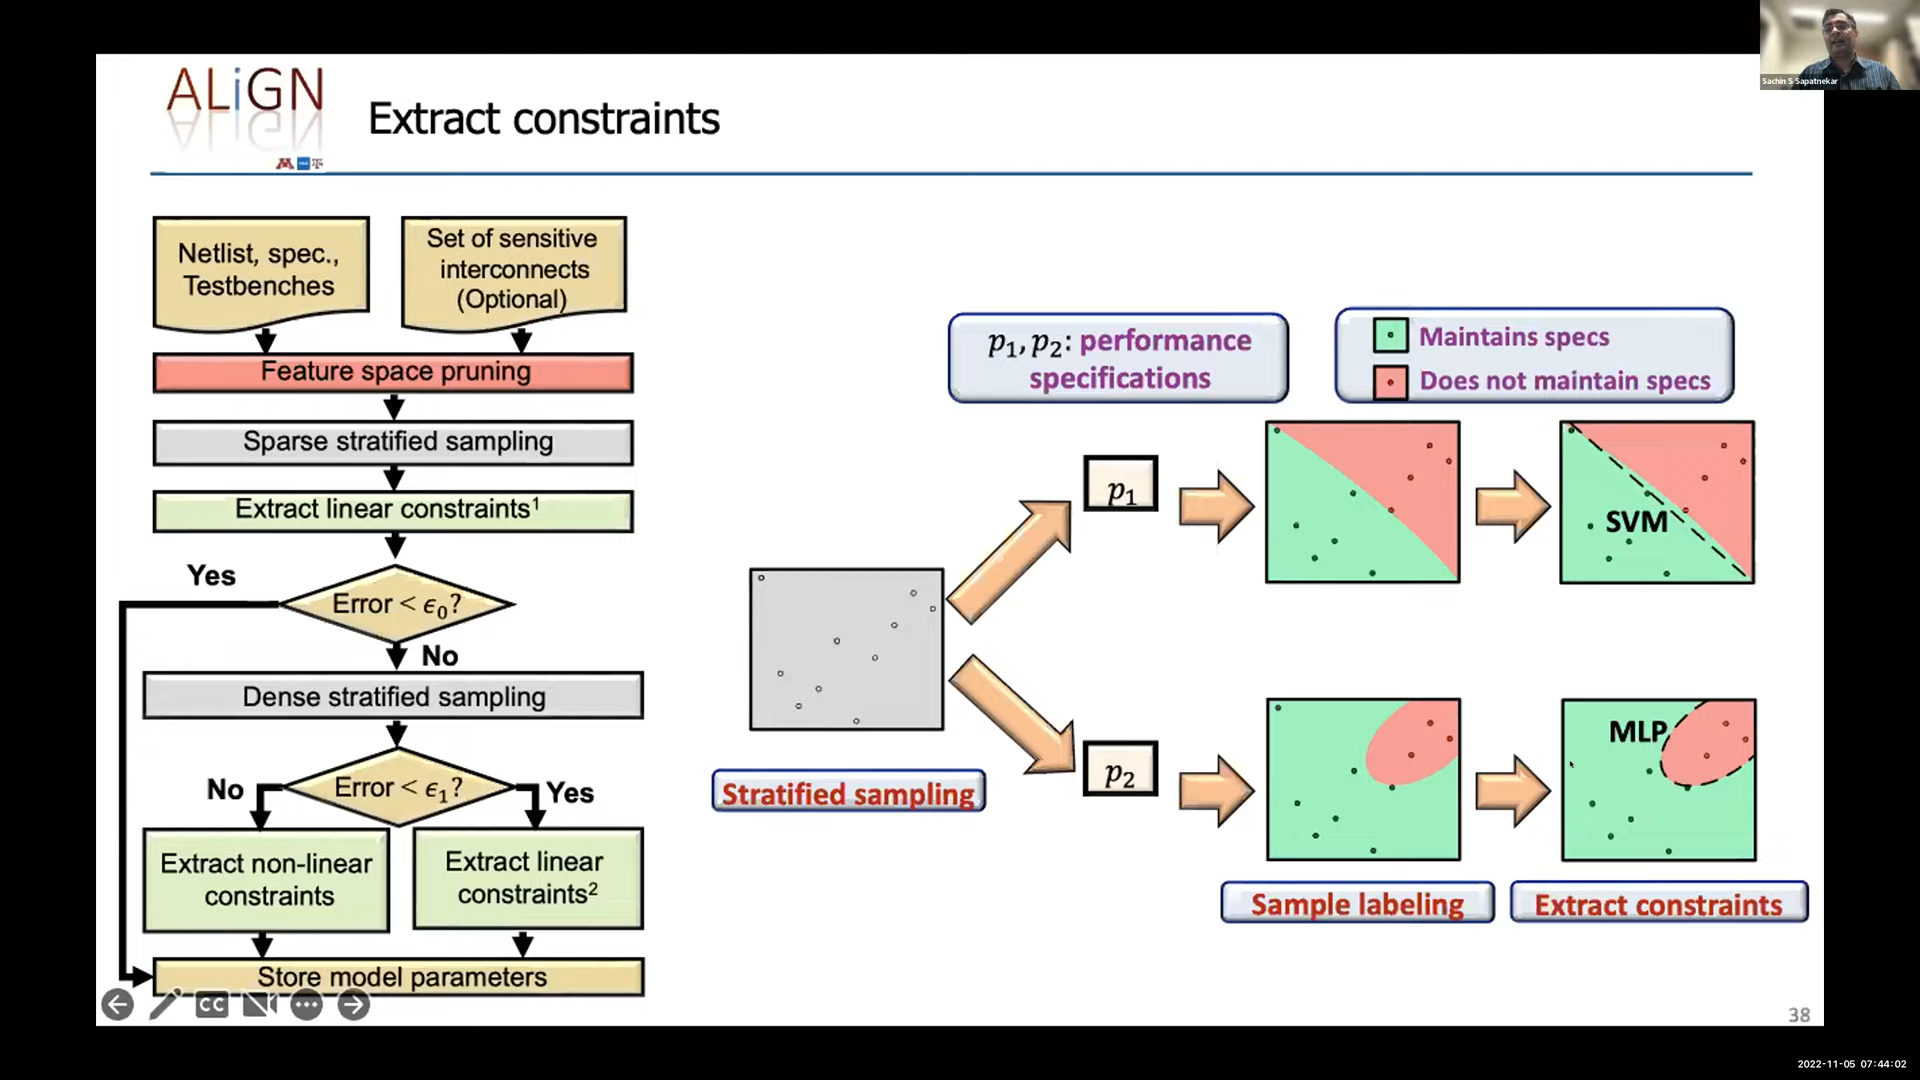 Sachin S Sapatnekar
ALiGN
Extract constraints
Netlist, spec.,
Testbenches
Set of sensitive
interconnects
(Optional)
Feature space pruning
Sparse stratified sampling
Extract linear constraints¹
Yes
Error < ϵ₀?
No
Dense stratified sampling
No
Error < ϵ₁?
Yes
Extract non-linear
constraints
Extract linear
constraints²
Store model parameters
p₁, p₂: performance
specifications
Maintains specs
Does not maintain specs
p₁
SVM
Stratified sampling
p₂
MLP
Sample labeling
Extract constraints
CC
38
2022-11-05 07:44:02